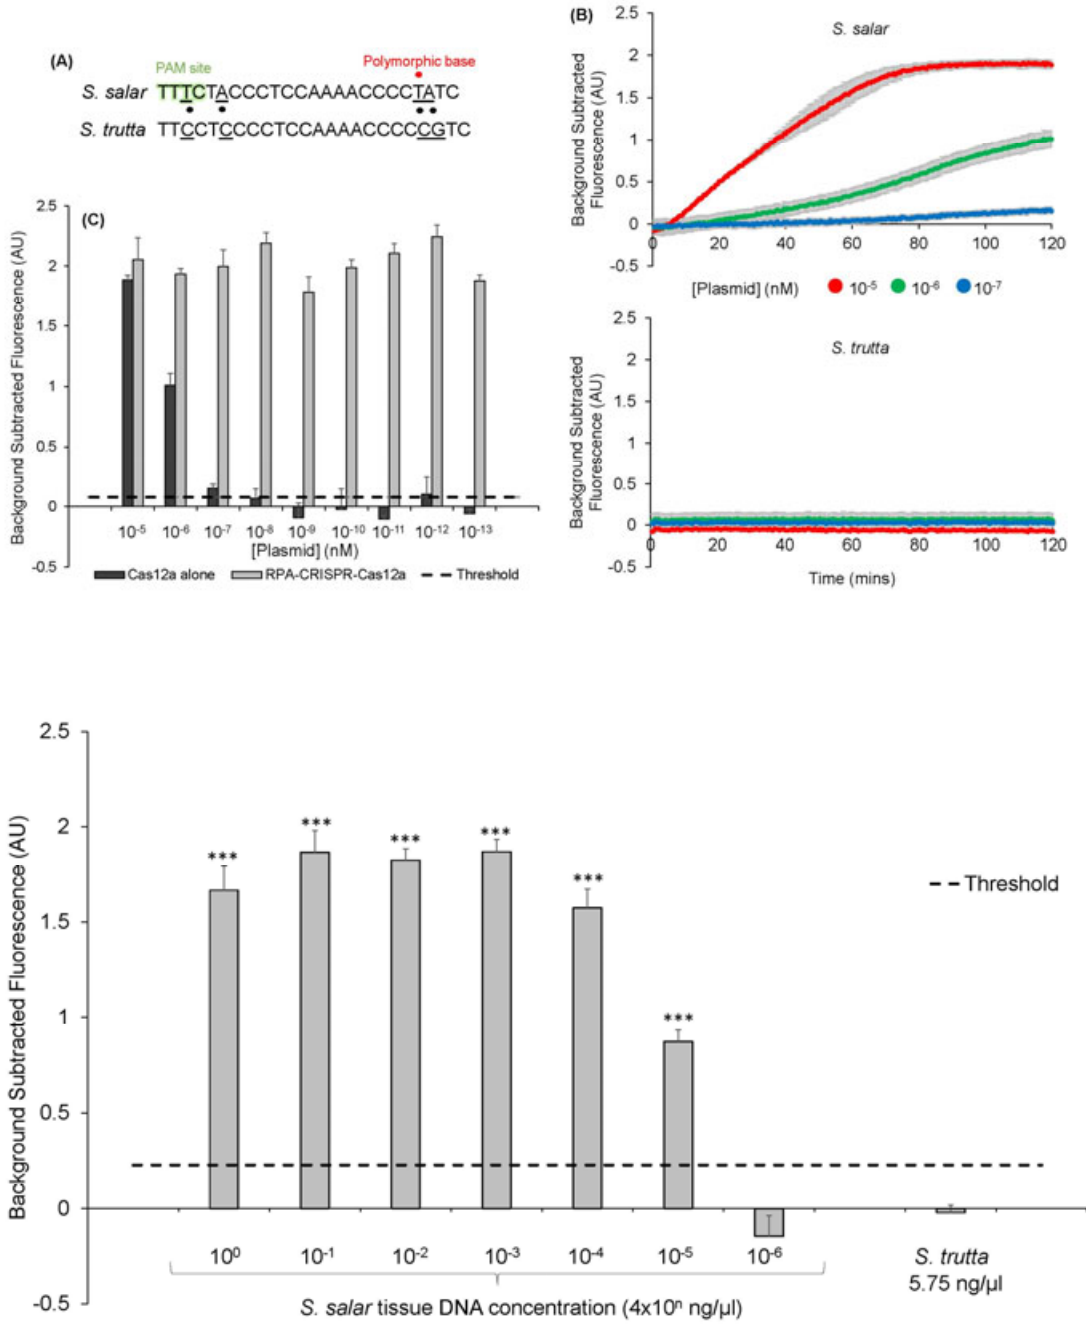 (A)
PAM site
Polymorphic base
S. salar TTTCTACCCTCCAAAACCCCTATC
S. trutta TTCCTCCCCTCCAAAACCCCCGTC
(B)
S. salar
Background Subtracted
Fluorescence (AU)
2.5
2
1.5
1
0.5
0
-0.5
0 20 40 60 80 100 120
[Plasmid] (nM) 10⁻⁵ 10⁻⁶ 10⁻⁷
S. trutta
Background Subtracted
Fluorescence (AU)
2.5
2
1.5
1
0.5
0
-0.5
0 20 40 60 80 100 120
Time (mins)
(C)
Background Subtracted Fluorescence (AU)
2.5
2
1.5
1
0.5
0
-0.5
10⁻⁵ 10⁻⁶ 10⁻⁷ 10⁻⁸ 10⁻⁹ 10⁻¹⁰ 10⁻¹¹ 10⁻¹² 10⁻¹³
[Plasmid] (nM)
Cas12a alone RPA-CRISPR-Cas12a Threshold
Background Subtracted Fluorescence (AU)
2.5
2
1.5
1
0.5
0
-0.5
*** *** *** *** *** ***
Threshold
10⁰ 10⁻¹ 10⁻² 10⁻³ 10⁻⁴ 10⁻⁵ 10⁻⁶
S. salar tissue DNA concentration (4x10ⁿ ng/µl)
S. trutta
5.75 ng/µl